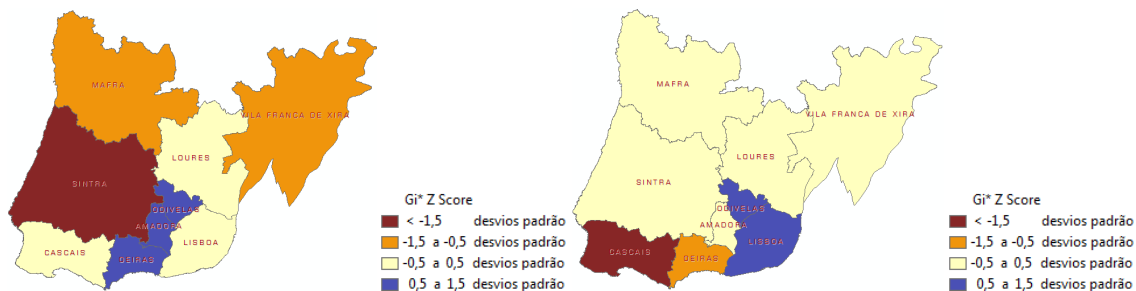 MAFRA
VILA FRANCA DE XIRA
LOURES
SINTRA
ODIVELAS
AMADORA
LISBOA
CASCAIS
OEIRAS
Gi* Z Score
< -1,5 desvios padrão
-1,5 a -0,5 desvios padrão
-0,5 a 0,5 desvios padrão
0,5 a 1,5 desvios padrão
MAFRA
VILA FRANCA DE XIRA
LOURES
SINTRA
ODIVELAS
AMADORA
LISBOA
CASCAIS
OEIRAS
Gi* Z Score
< -1,5 desvios padrão
-1,5 a -0,5 desvios padrão
-0,5 a 0,5 desvios padrão
0,5 a 1,5 desvios padrão